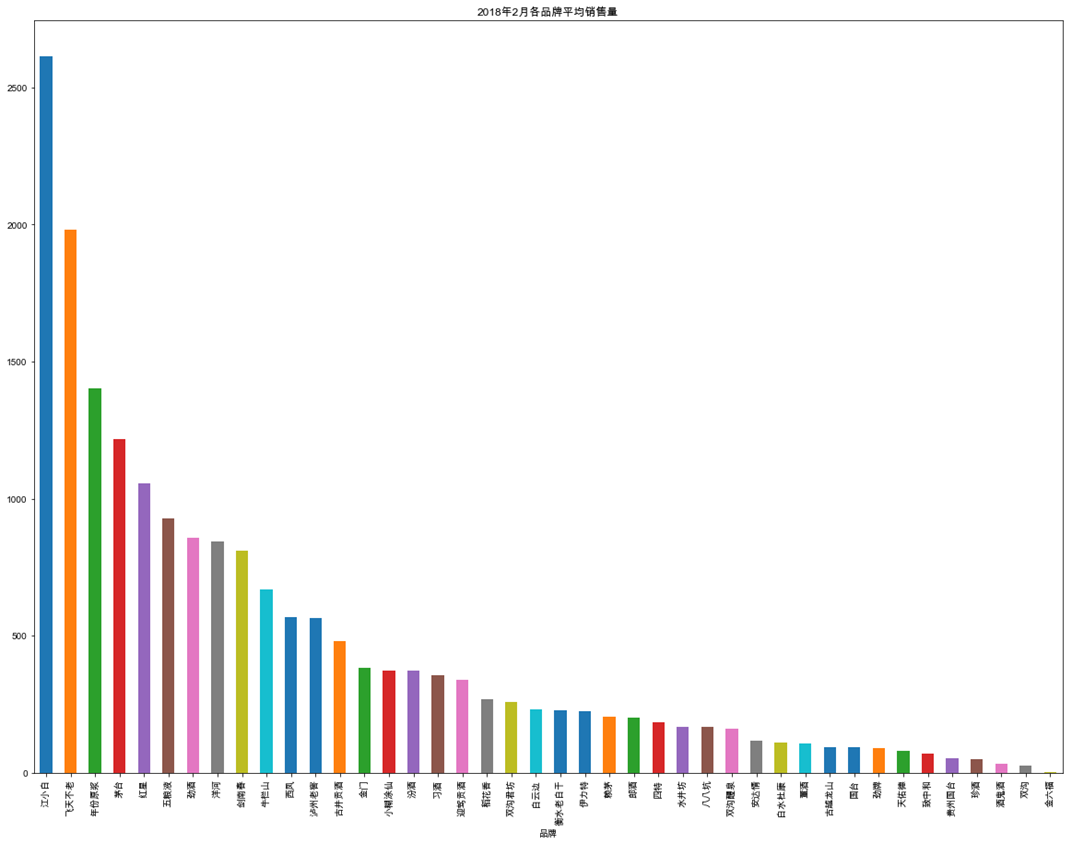 2018年2月各品牌平均销售量
2500
2000
1500
1000
500
0
江小白
飞天不老
年份原浆
茅台
红星
五粮液
劲酒
洋河
剑南春
牛栏山
西凤
泸州老窖
古井贡酒
金门
小糊涂仙
汾酒
习酒
迎驾贡酒
稻花香
双沟君坊
白云边
衡水老白干
伊力特
赖茅
郎酒
四特
水井坊
八八坑
双沟醴泉
安达情
白水杜康
董酒
古越龙山
国台
劲牌
天佑德
致中和
贵州国台
珍酒
酒鬼酒
双沟
金六福
品牌